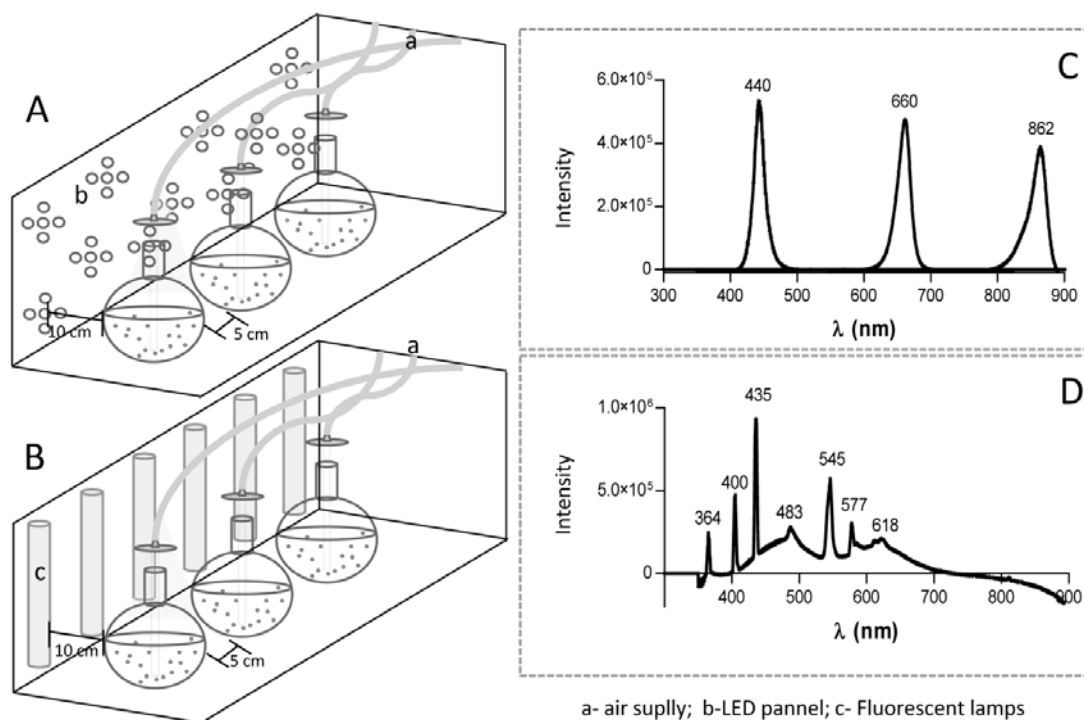 A
a
b
10 cm
5 cm
B
a
c
10 cm
5 cm
C
6.0×10⁵
4.0×10⁵
2.0×10⁵
0
Intensity
440
660
862
300 400 500 600 700 800 900
λ (nm)
D
1.0×10⁶
5.0×10⁵
0
Intensity
364
400
435
483
545
577
618
400 500 600 700 800 900
λ (nm)
a- air suplly; b-LED pannel; c- Fluorescent lamps